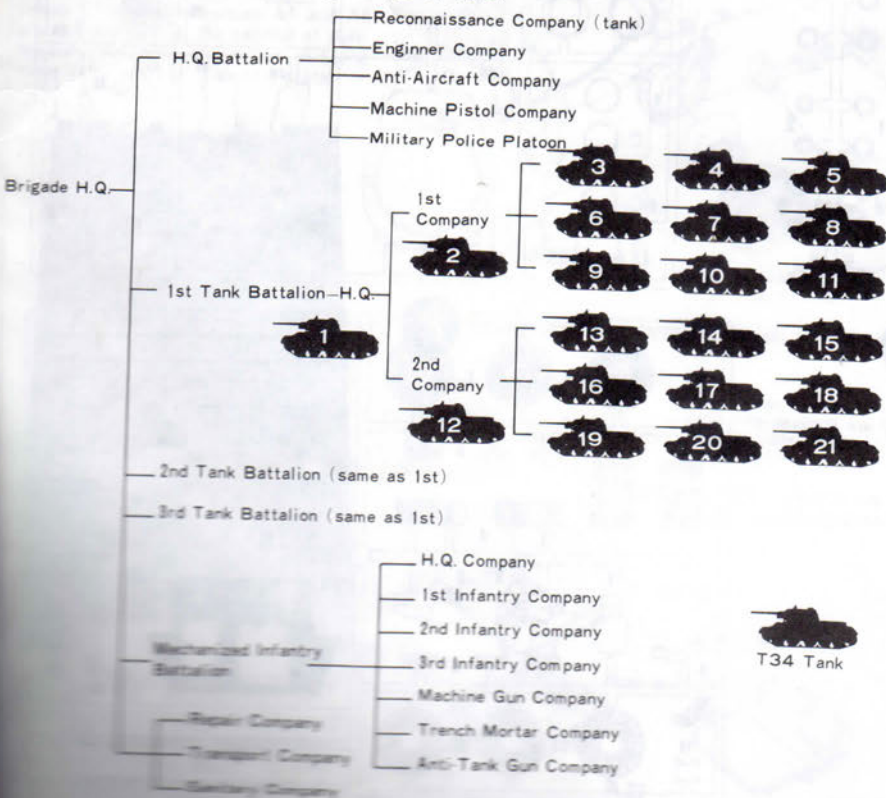 Reconnaissance Company (tank)
H.Q. Battalion
Enginner Company
Anti-Aircraft Company
Machine Pistol Company
Military Police Platoon
Brigade H.Q.
1st Tank Battalion-H.Q.
1
1st
Company
2
3 4 5
6 7 8
9 10 11
2nd
Company
12
13 14 15
16 17 18
19 20 21
2nd Tank Battalion (same as 1st)
3rd Tank Battalion (same as 1st)
Mechanized Infantry
Battalion
H.Q. Company
1st Infantry Company
2nd Infantry Company
3rd Infantry Company
Machine Gun Company
Trench Mortar Company
Anti-Tank Gun Company
Repair Company
Transport Company
Sanitary Company
T34 Tank